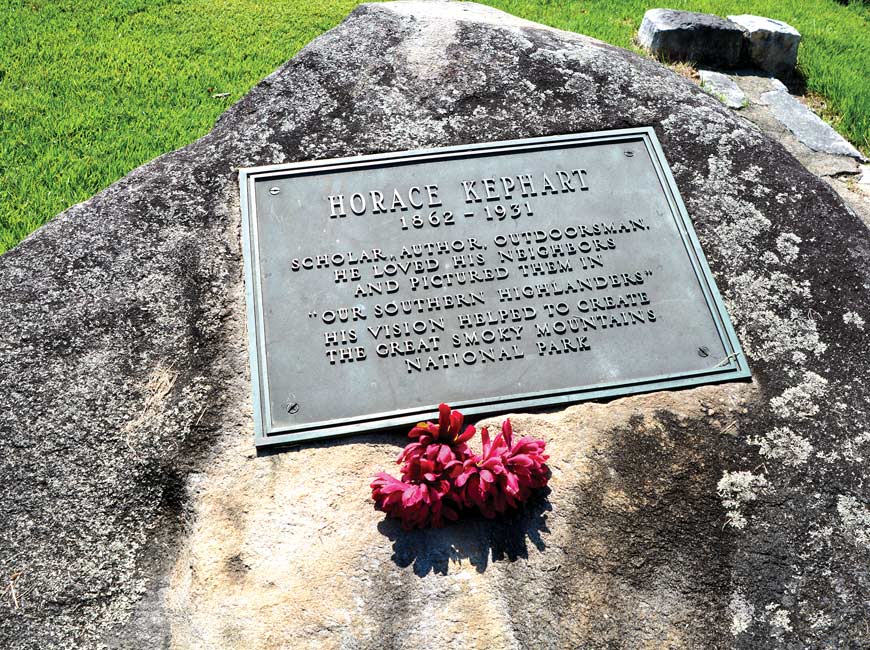 HORACE KEPHART
1862 - 1931
SCHOLAR, AUTHOR, OUTDOORSMAN,
HE LOVED HIS NEIGHBORS
AND PICTURED THEM IN
"OUR SOUTHERN HIGHLANDERS"
HIS VISION HELPED TO CREATE
THE GREAT SMOKY MOUNTAINS
NATIONAL PARK